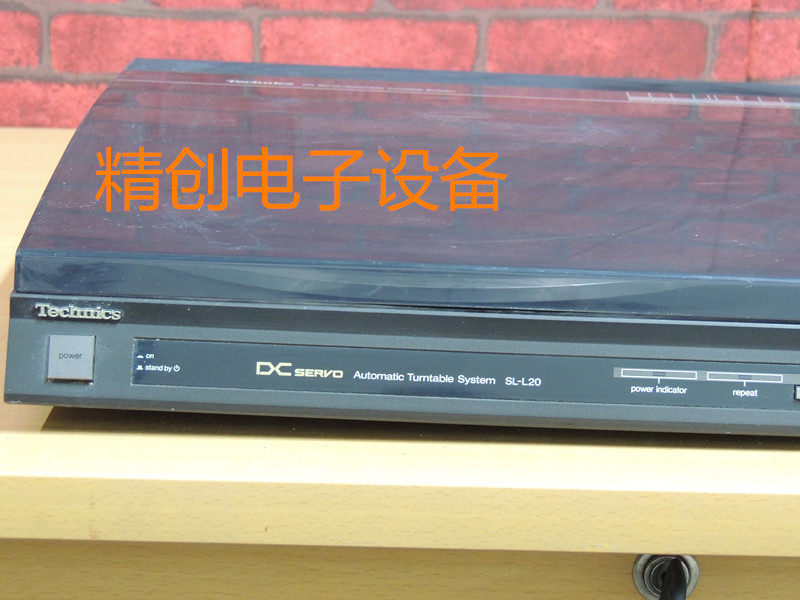 Technics
精创电子设备
Technics
power
on
stand by
DC SERVO Automatic Turntable System SL-L20
power indicator
repeat